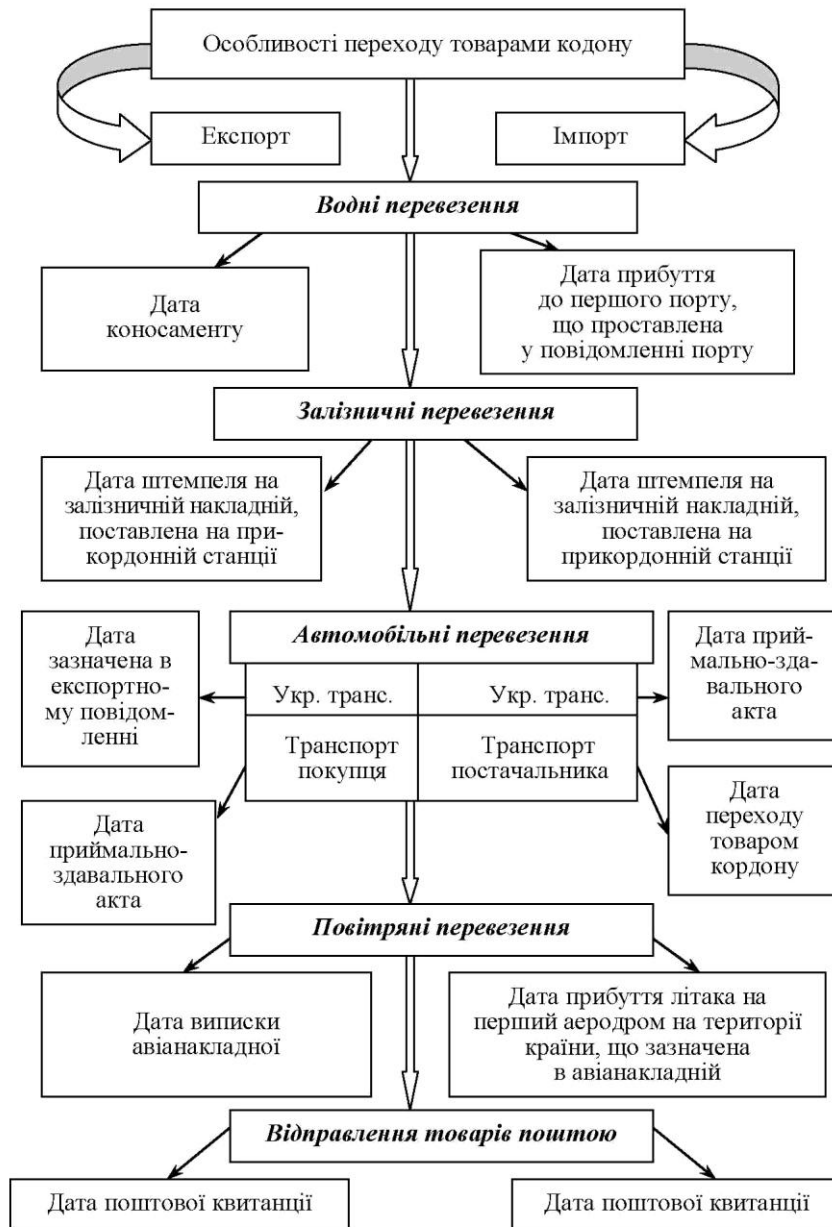 Особливості переходу товарами кодону
Експорт
Імпорт
Водні перевезення
Дата
коносаменту
Дата прибуття
до першого порту,
що проставлена
у повідомленні порту
Залізничні перевезення
Дата штемпеля на
залізничній накладній,
поставлена на при-
кордонній станції
Дата штемпеля на
залізничній накладній,
поставлена на
прикордонній станції
Автомобільні перевезення
Дата
зазначена в
експортно-
му повідом-
ленні
Укр. транс.
Укр. транс.
Дата прий-
мально-зда-
вального
акта
Транспорт
покупця
Транспорт
постачальника
Дата
приймально-
здавального
акта
Дата
переходу
товаром
кордону
Повітряні перевезення
Дата виписки
авіанакладної
Дата прибуття літака на
перший аеродром на території
країни, що зазначена
в авіанакладній
Відправлення товарів поштою
Дата поштової квитанції
Дата поштової квитанції